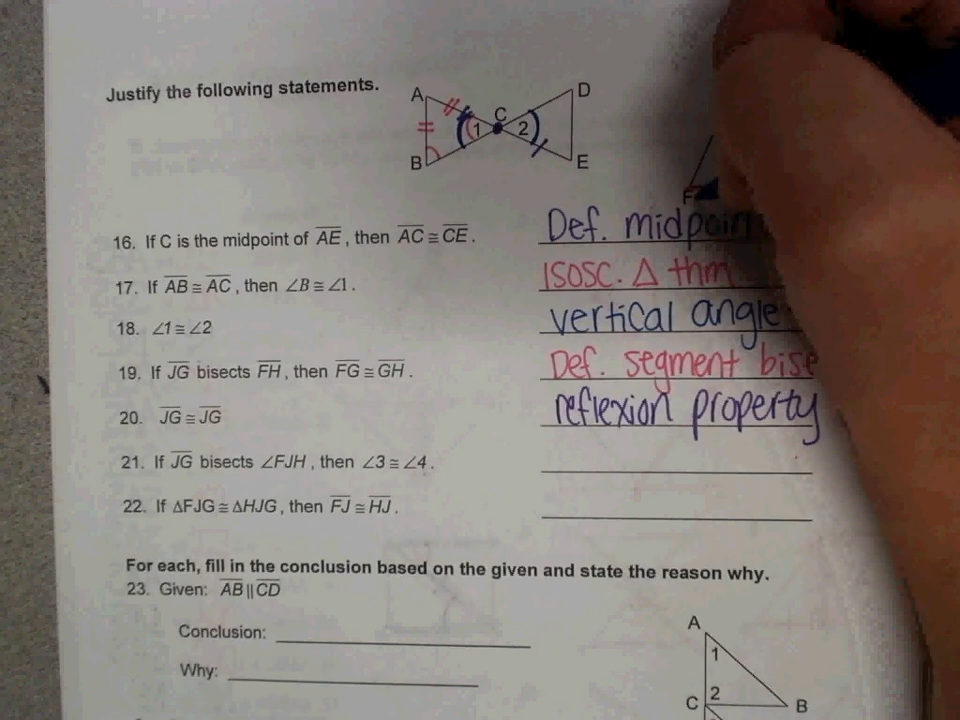 Justify the following statements.
A
D
C
1
2
B
E
F
16. If C is the midpoint of AE, then AC ≅ CE.
Def. midpoin
17. If AB ≅ AC, then ∠B ≅ ∠1.
Isosc. Δ thm
18. ∠1 ≅ ∠2
vertical angle
19. If JG bisects FH, then FG ≅ GH.
Def. segment bise
20. JG ≅ JG
reflexion property
21. If JG bisects ∠FJH, then ∠3 ≅ ∠4.
22. If ΔFJG ≅ ΔHJG, then FJ ≅ HJ.
For each, fill in the conclusion based on the given and state the reason why.
23. Given: AB || CD
Conclusion:
Why:
A
1
2
C
B